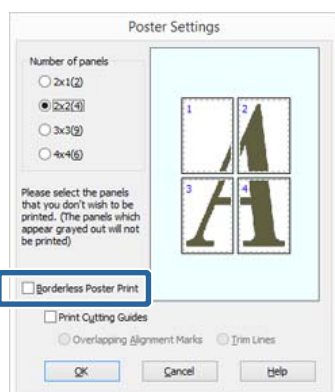 Poster Settings
Number of panels
2x1(2)
2x2(4)
3x3(9)
4x4(6)
1 2
3 4
Please select the panels
that you don't wish to be
printed. (The panels which
appear grayed out will not
be printed)
Borderless Poster Print
Print Cutting Guides
Overlapping Alignment Marks Trim Lines
OK Cancel Help